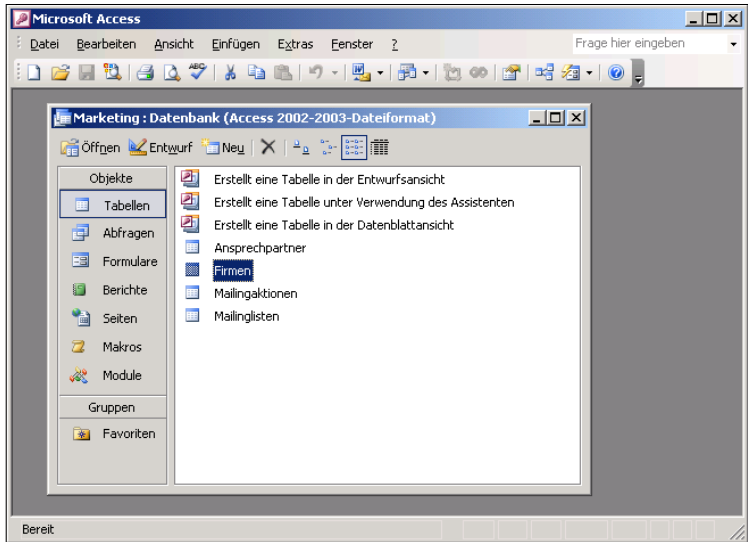 Microsoft Access
Datei Bearbeiten Ansicht Einfügen Extras Fenster ? Frage hier eingeben
Marketing : Datenbank (Access 2002-2003-Dateiformat)
Öffnen Entwurf Neu
Objekte
Tabellen
Abfragen
Formulare
Berichte
Seiten
Makros
Module
Gruppen
Favoriten
Erstellt eine Tabelle in der Entwurfsansicht
Erstellt eine Tabelle unter Verwendung des Assistenten
Erstellt eine Tabelle in der Datenblattansicht
Ansprechpartner
Firmen
Mailingaktionen
Mailinglisten
Bereit